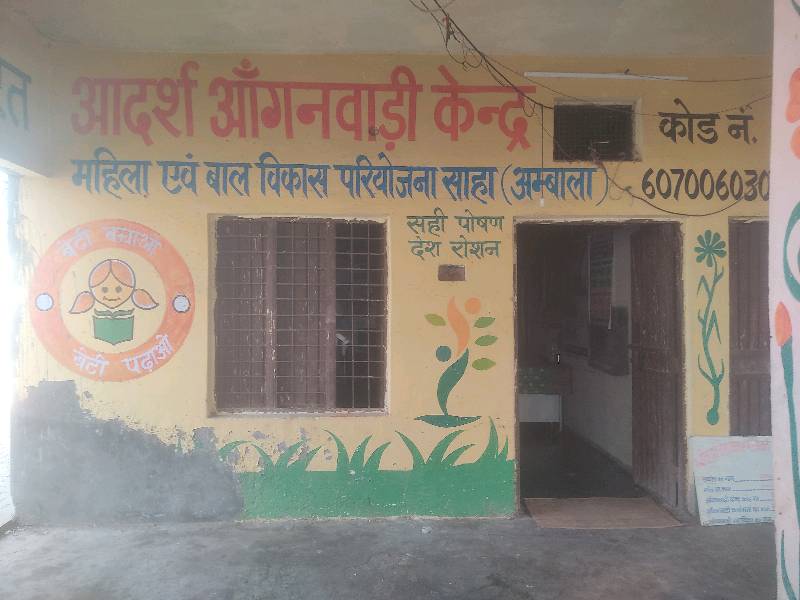 आदर्श आँगनवाड़ी केन्द्र
महिला एवं बाल विकास परियोजना साहा (अम्बाला)
कोड नं.
607006030
सही पोषण
देश रोशन
बेटी बचाओ
बेटी पढ़ाओ